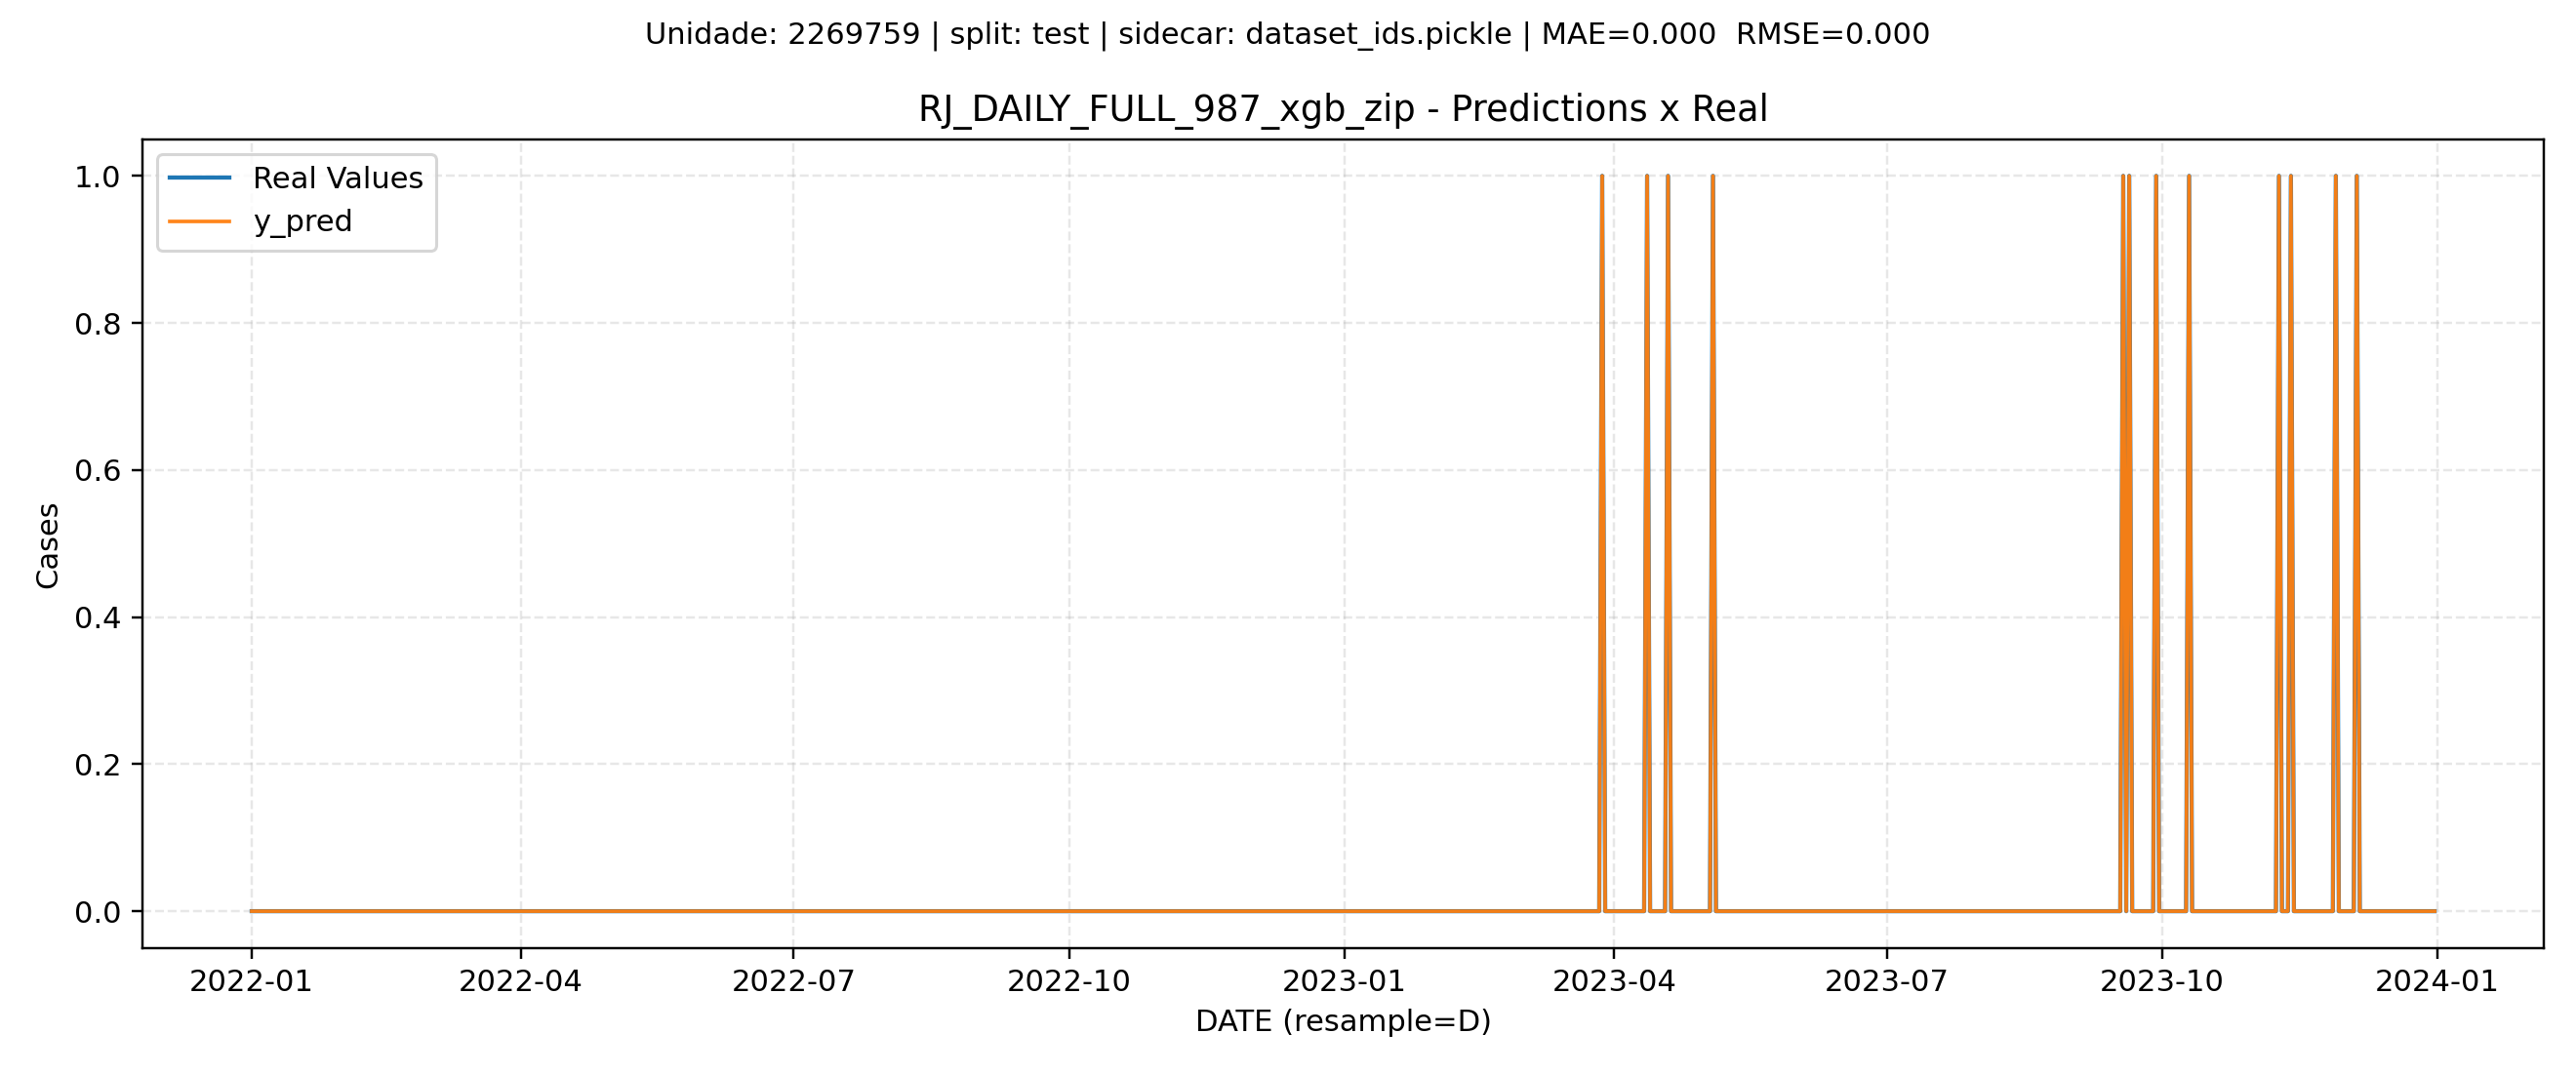 Unidade: 2269759 | split: test | sidecar: dataset_ids.pickle | MAE=0.000  RMSE=0.000
RJ_DAILY_FULL_987_xgb_zip - Predictions x Real
Real Values
y_pred
1.0
0.8
0.6
0.4
0.2
0.0
Cases
2022-01 2022-04 2022-07 2022-10 2023-01 2023-04 2023-07 2023-10 2024-01
DATE (resample=D)